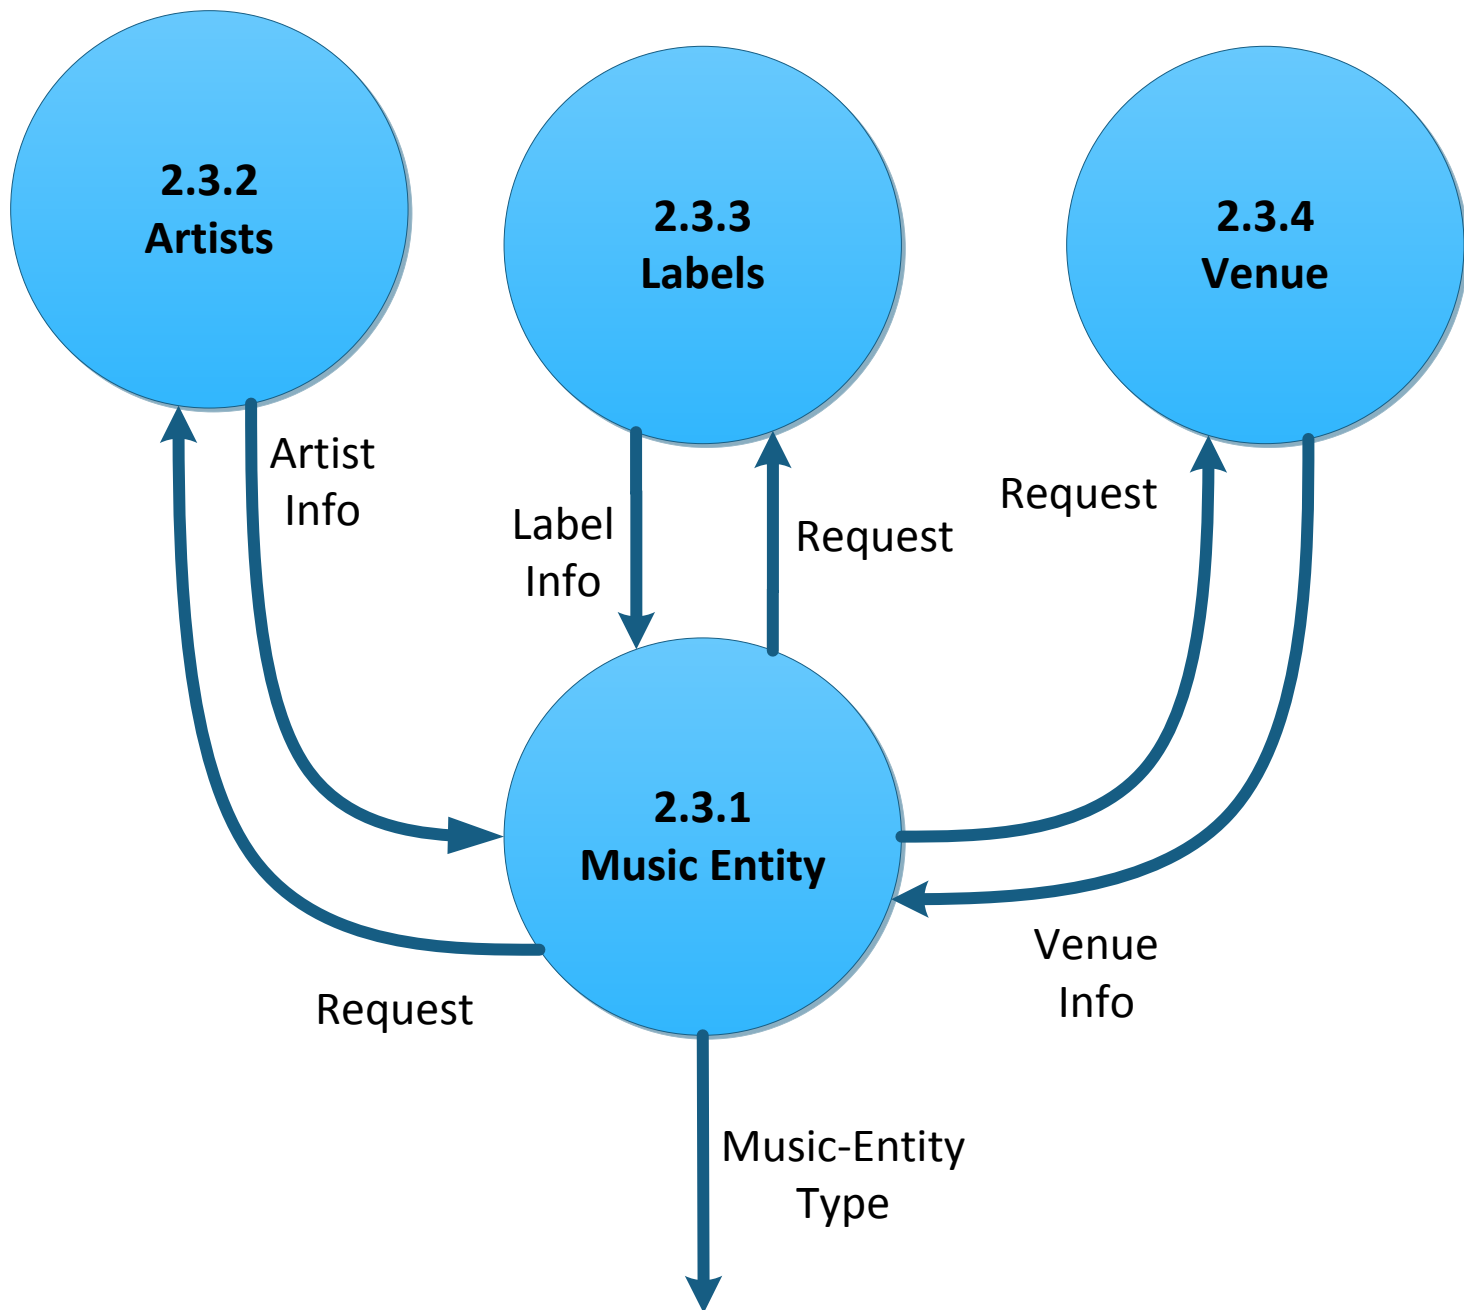 2.3.2
Artists
2.3.3
Labels
2.3.4
Venue
Artist
Info
Label
Info
Request
Request
2.3.1
Music Entity
Request
Venue
Info
Music-Entity
Type